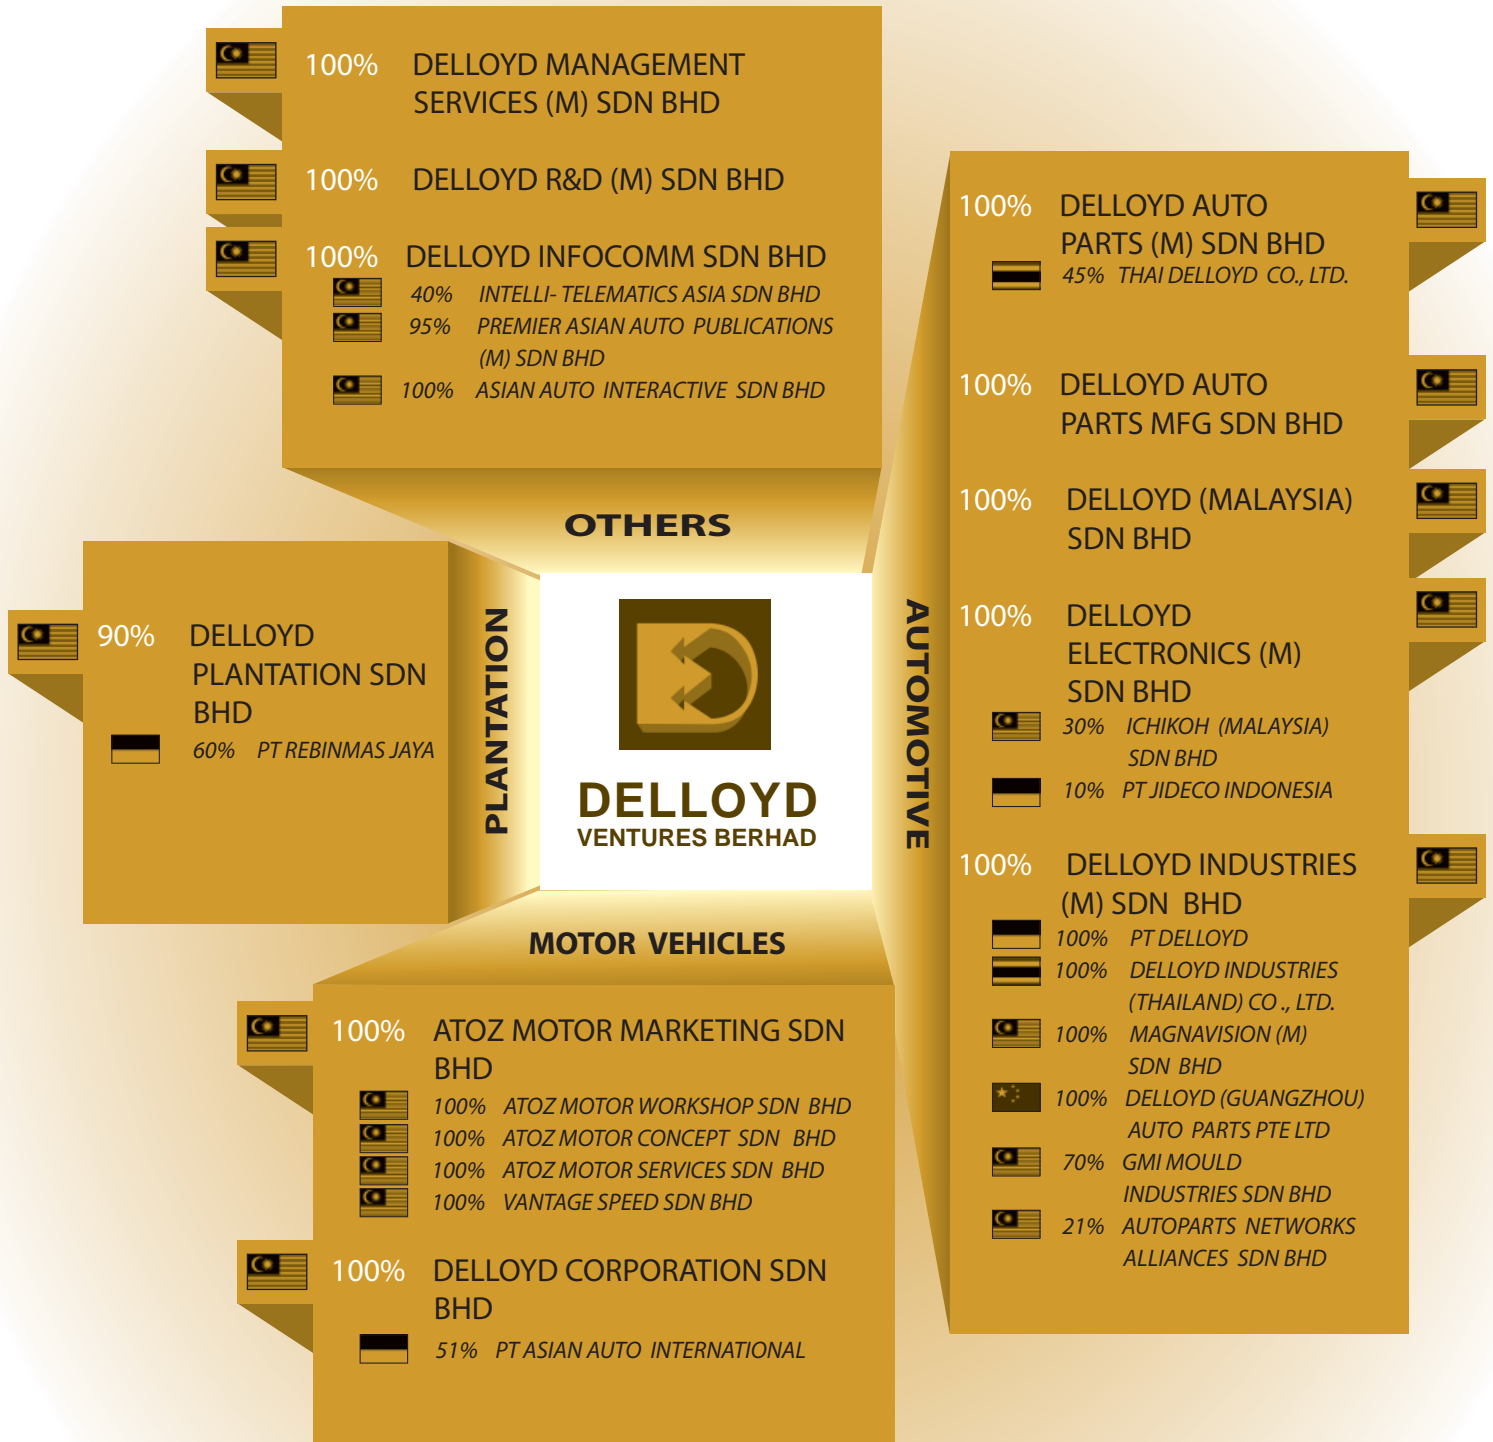 100% DELLOYD MANAGEMENT
SERVICES (M) SDN BHD
100% DELLOYD R&D (M) SDN BHD
100% DELLOYD INFOCOMM SDN BHD
40% INTELLI- TELEMATICS ASIA SDN BHD
95% PREMIER ASIAN AUTO PUBLICATIONS
(M) SDN BHD
100% ASIAN AUTO INTERACTIVE SDN BHD
OTHERS
90% DELLOYD
PLANTATION SDN
BHD
60% PT REBINMAS JAYA
PLANTATION
DELLOYD
VENTURES BERHAD
AUTOMOTIVE
100% DELLOYD AUTO
PARTS (M) SDN BHD
45% THAI DELLOYD CO., LTD.
100% DELLOYD AUTO
PARTS MFG SDN BHD
100% DELLOYD (MALAYSIA)
SDN BHD
100% DELLOYD
ELECTRONICS (M)
SDN BHD
30% ICHIKOH (MALAYSIA)
SDN BHD
10% PT JIDECO INDONESIA
100% DELLOYD INDUSTRIES
(M) SDN BHD
100% PT DELLOYD
100% DELLOYD INDUSTRIES
(THAILAND) CO ., LTD.
100% MAGNAVISION (M)
SDN BHD
100% DELLOYD (GUANGZHOU)
AUTO PARTS PTE LTD
70% GMI MOULD
INDUSTRIES SDN BHD
21% AUTOPARTS NETWORKS
ALLIANCES SDN BHD
MOTOR VEHICLES
100% ATOZ MOTOR MARKETING SDN
BHD
100% ATOZ MOTOR WORKSHOP SDN BHD
100% ATOZ MOTOR CONCEPT SDN BHD
100% ATOZ MOTOR SERVICES SDN BHD
100% VANTAGE SPEED SDN BHD
100% DELLOYD CORPORATION SDN
BHD
51% PT ASIAN AUTO INTERNATIONAL